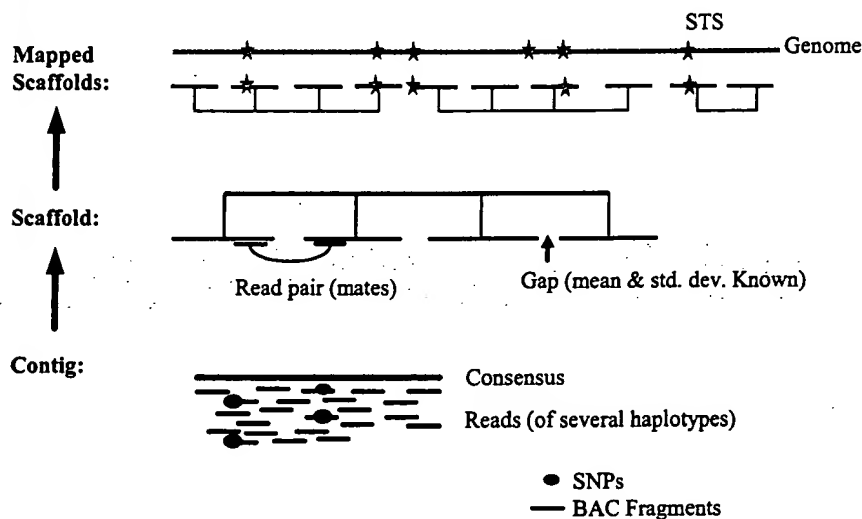 STS
Genome
Mapped
Scaffolds:
Scaffold:
Read pair (mates)
Gap (mean & std. dev. Known)
Contig:
Consensus
Reads (of several haplotypes)
SNPs
BAC Fragments